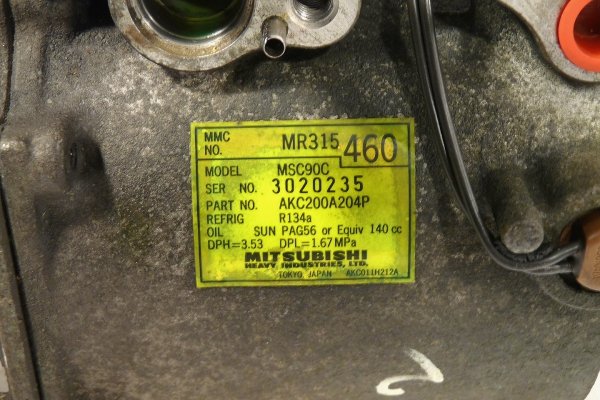 MMC NO. MR315 460
MODEL MSC90C
SER NO. 3020235
PART NO. AKC200A204P
REFRIG R134a
OIL SUN PAG56 or Equiv 140 cc
DPH=3.53 DPL=1.67 MPa
MITSUBISHI
HEAVY INDUSTRIES, LTD.
TOKYO JAPAN AKC011H212A
2